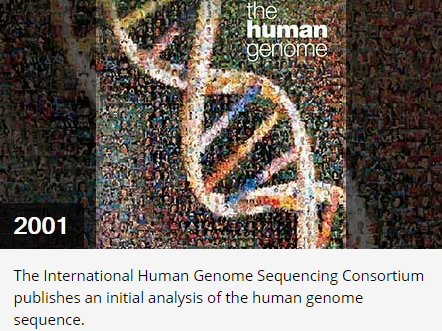 the
human
genome
2001
The International Human Genome Sequencing Consortium
publishes an initial analysis of the human genome
sequence.